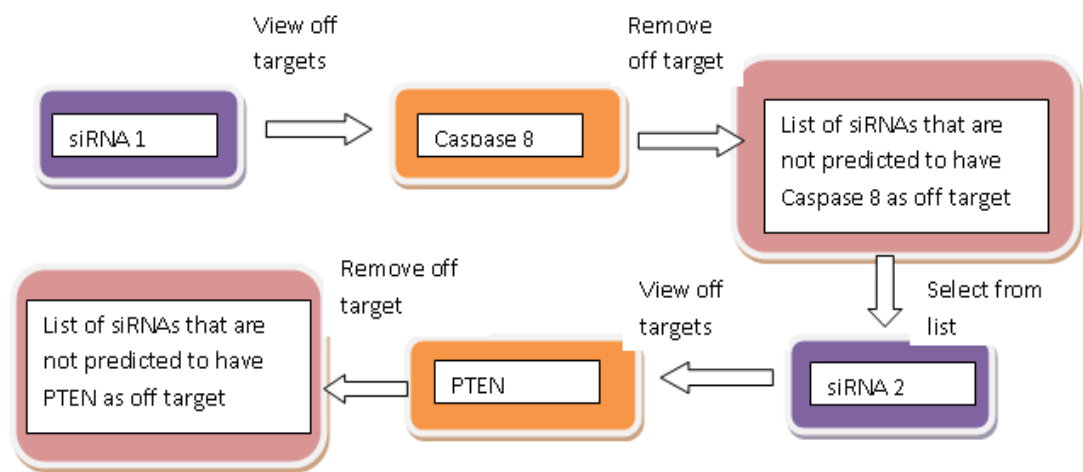 View off
targets
Remove
off target
siRNA 1
Caspase 8
List of siRNAs that are
not predicted to have
Caspase 8 as off target
Select from
list
siRNA 2
View off
targets
PTEN
Remove off
target
List of siRNAs that are
not predicted to have
PTEN as off target